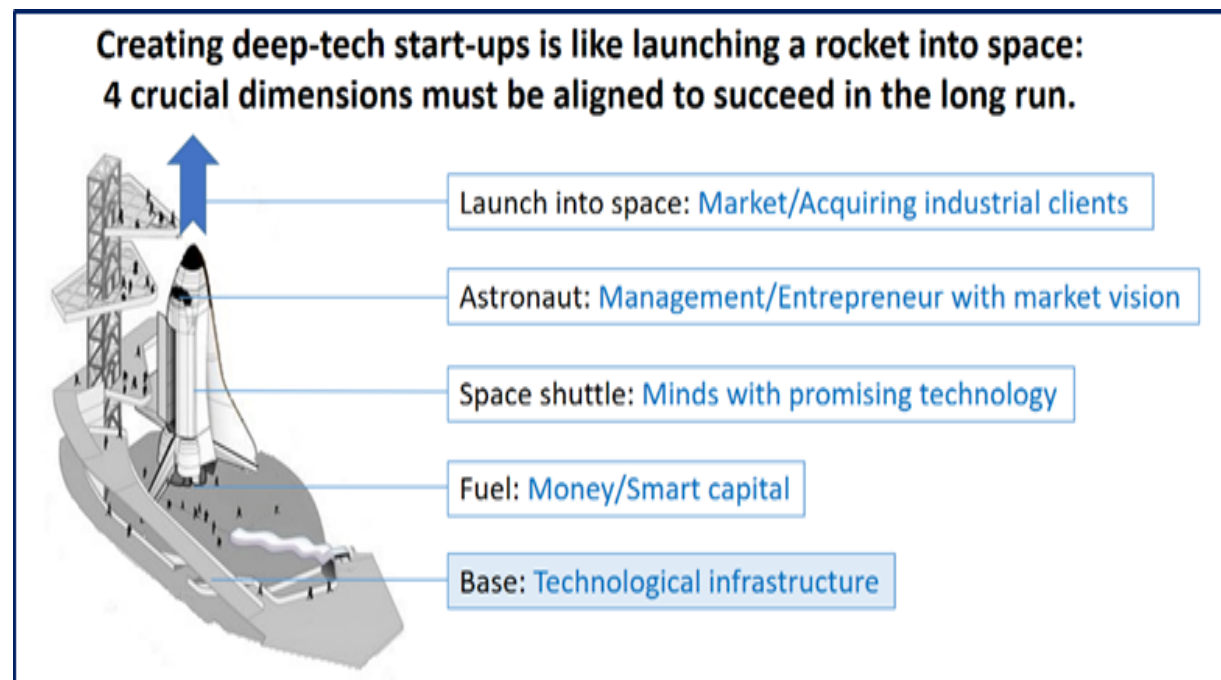 Creating deep-tech start-ups is like launching a rocket into space:
4 crucial dimensions must be aligned to succeed in the long run.
Launch into space: Market/Acquiring industrial clients
Astronaut: Management/Entrepreneur with market vision
Space shuttle: Minds with promising technology
Fuel: Money/Smart capital
Base: Technological infrastructure